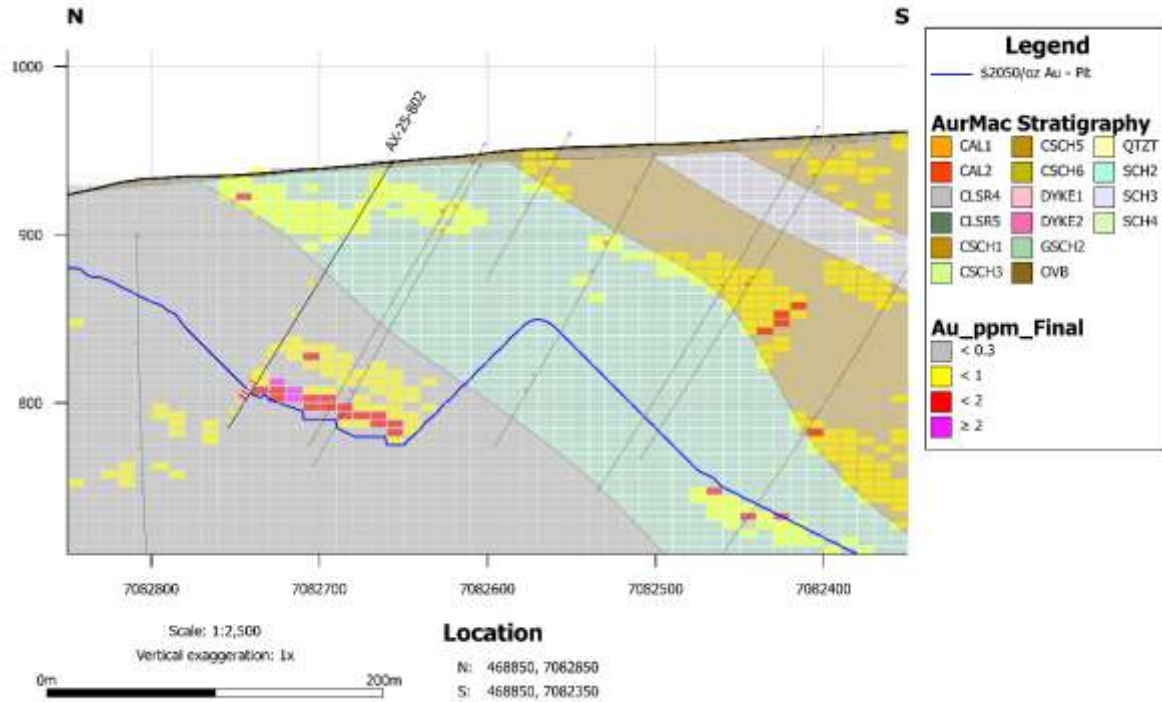 N
S
1000
900
800
AX-25-802
7082800
7082700
7082600
7082500
7082400
Legend
$2050/oz Au - Pit
AurMac Stratigraphy
CAL1
CAL2
CLSR4
CLSR5
CSCH1
CSCH3
CSCH5
CSCH6
DYKE1
DYKE2
GSCH2
OVB
QTZT
SCH2
SCH3
SCH4
Au_ppm_Final
< 0.3
< 1
< 2
≥ 2
Scale: 1:2,500
Vertical exaggeration: 1x
0m
200m
Location
N: 468850, 7082850
S: 468850, 7082350